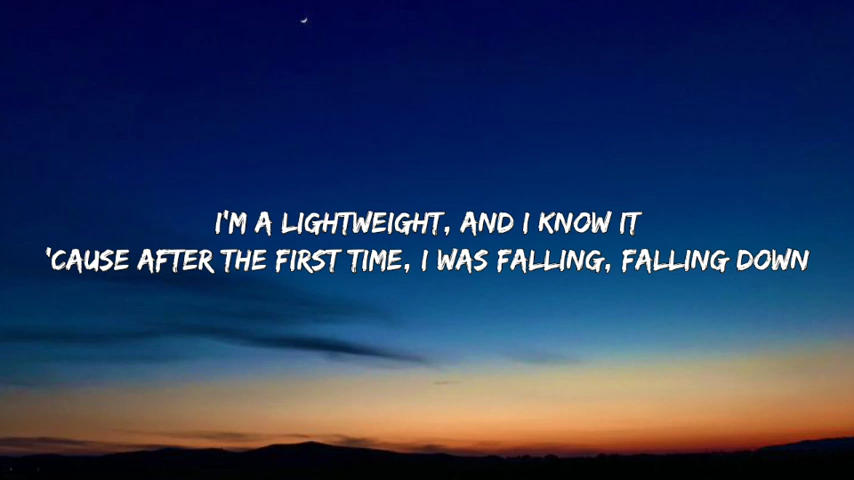 I'M A LIGHTWEIGHT, AND I KNOW IT
'CAUSE AFTER THE FIRST TIME, I WAS FALLING, FALLING DOWN